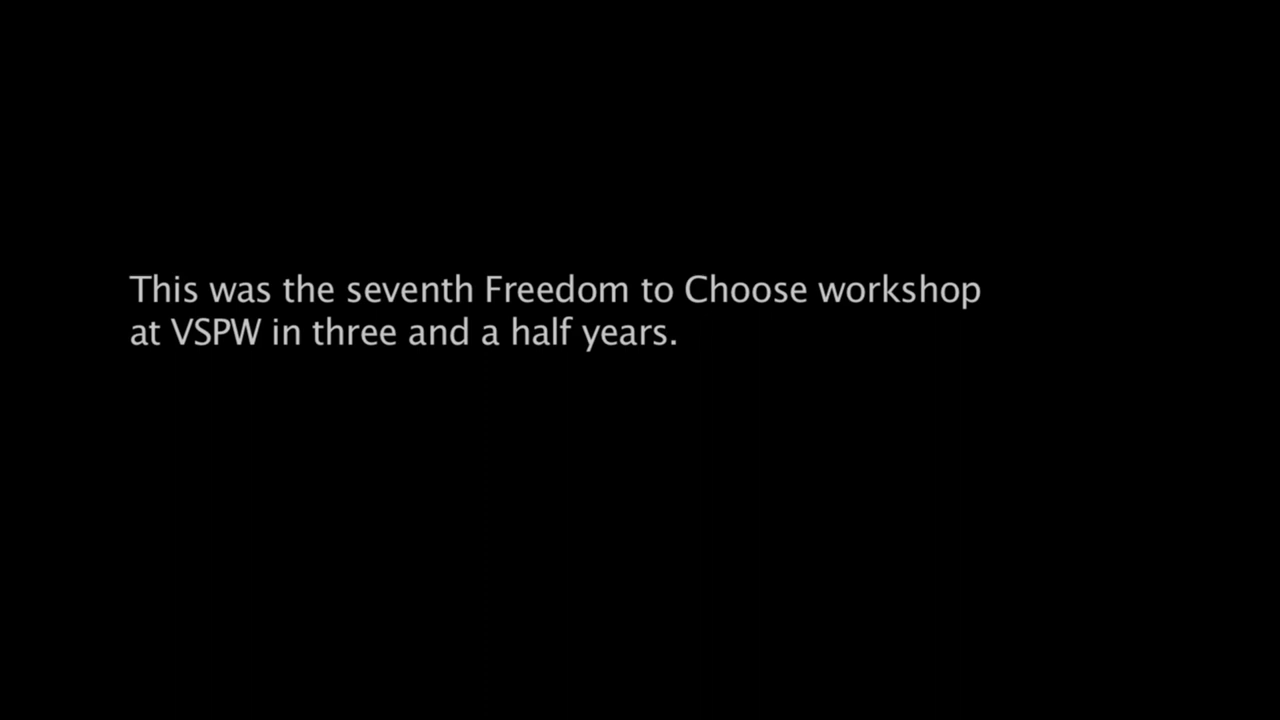 This was the seventh Freedom to Choose workshop
at VSPW in three and a half years.